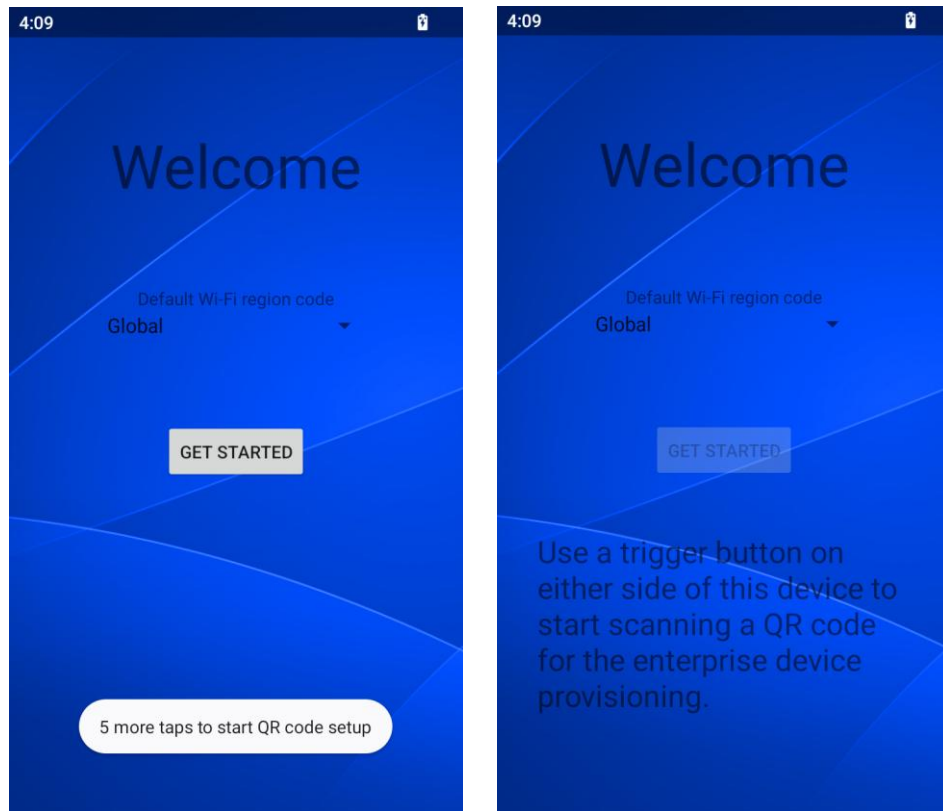 4:09
Welcome
Default Wi-Fi region code
Global
GET STARTED
5 more taps to start QR code setup
4:09
Welcome
Default Wi-Fi region code
Global
GET STARTED
Use a trigger button on
either side of this device to
start scanning a QR code
for the enterprise device
provisioning.